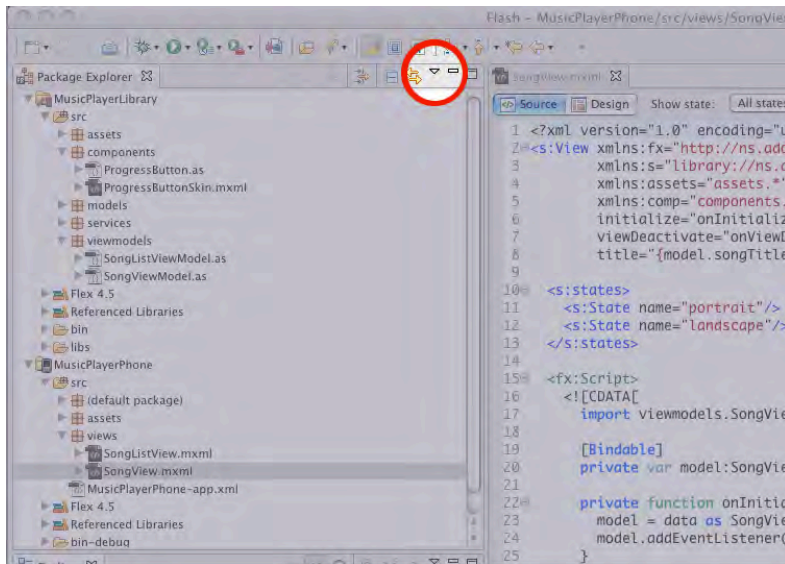 Flash – MusicPlayerPhone/src/views/SongView
Package Explorer
MusicPlayerLibrary
src
assets
components
ProgressButton.as
ProgressButtonSkin.mxml
models
services
viewmodels
SongListViewModel.as
SongViewModel.as
Flex 4.5
Referenced Libraries
bin
libs
MusicPlayerPhone
src
(default package)
assets
views
SongListView.mxml
SongView.mxml
MusicPlayerPhone-app.xml
Flex 4.5
Referenced Libraries
bin-debug
SongView.mxml
Source Design Show state: All states
1 <?xml version="1.0" encoding="u
2 <s:View xmlns:fx="http://ns.ado
3 xmlns:s="library://ns.a
4 xmlns:assets="assets.*"
5 xmlns:comp="components.
6 initialize="onInitializ
7 viewDeactivate="onViewD
8 title="{model.songTitle
9
10 <s:states>
11 <s:State name="portrait"/>
12 <s:State name="landscape"/>
13 </s:states>
14
15 <fx:Script>
16 <![CDATA[
17 import viewmodels.SongVie
18
19 [Bindable]
20 private var model:SongVie
21
22 private function onInitia
23 model = data as SongVie
24 model.addEventListener(
25 }